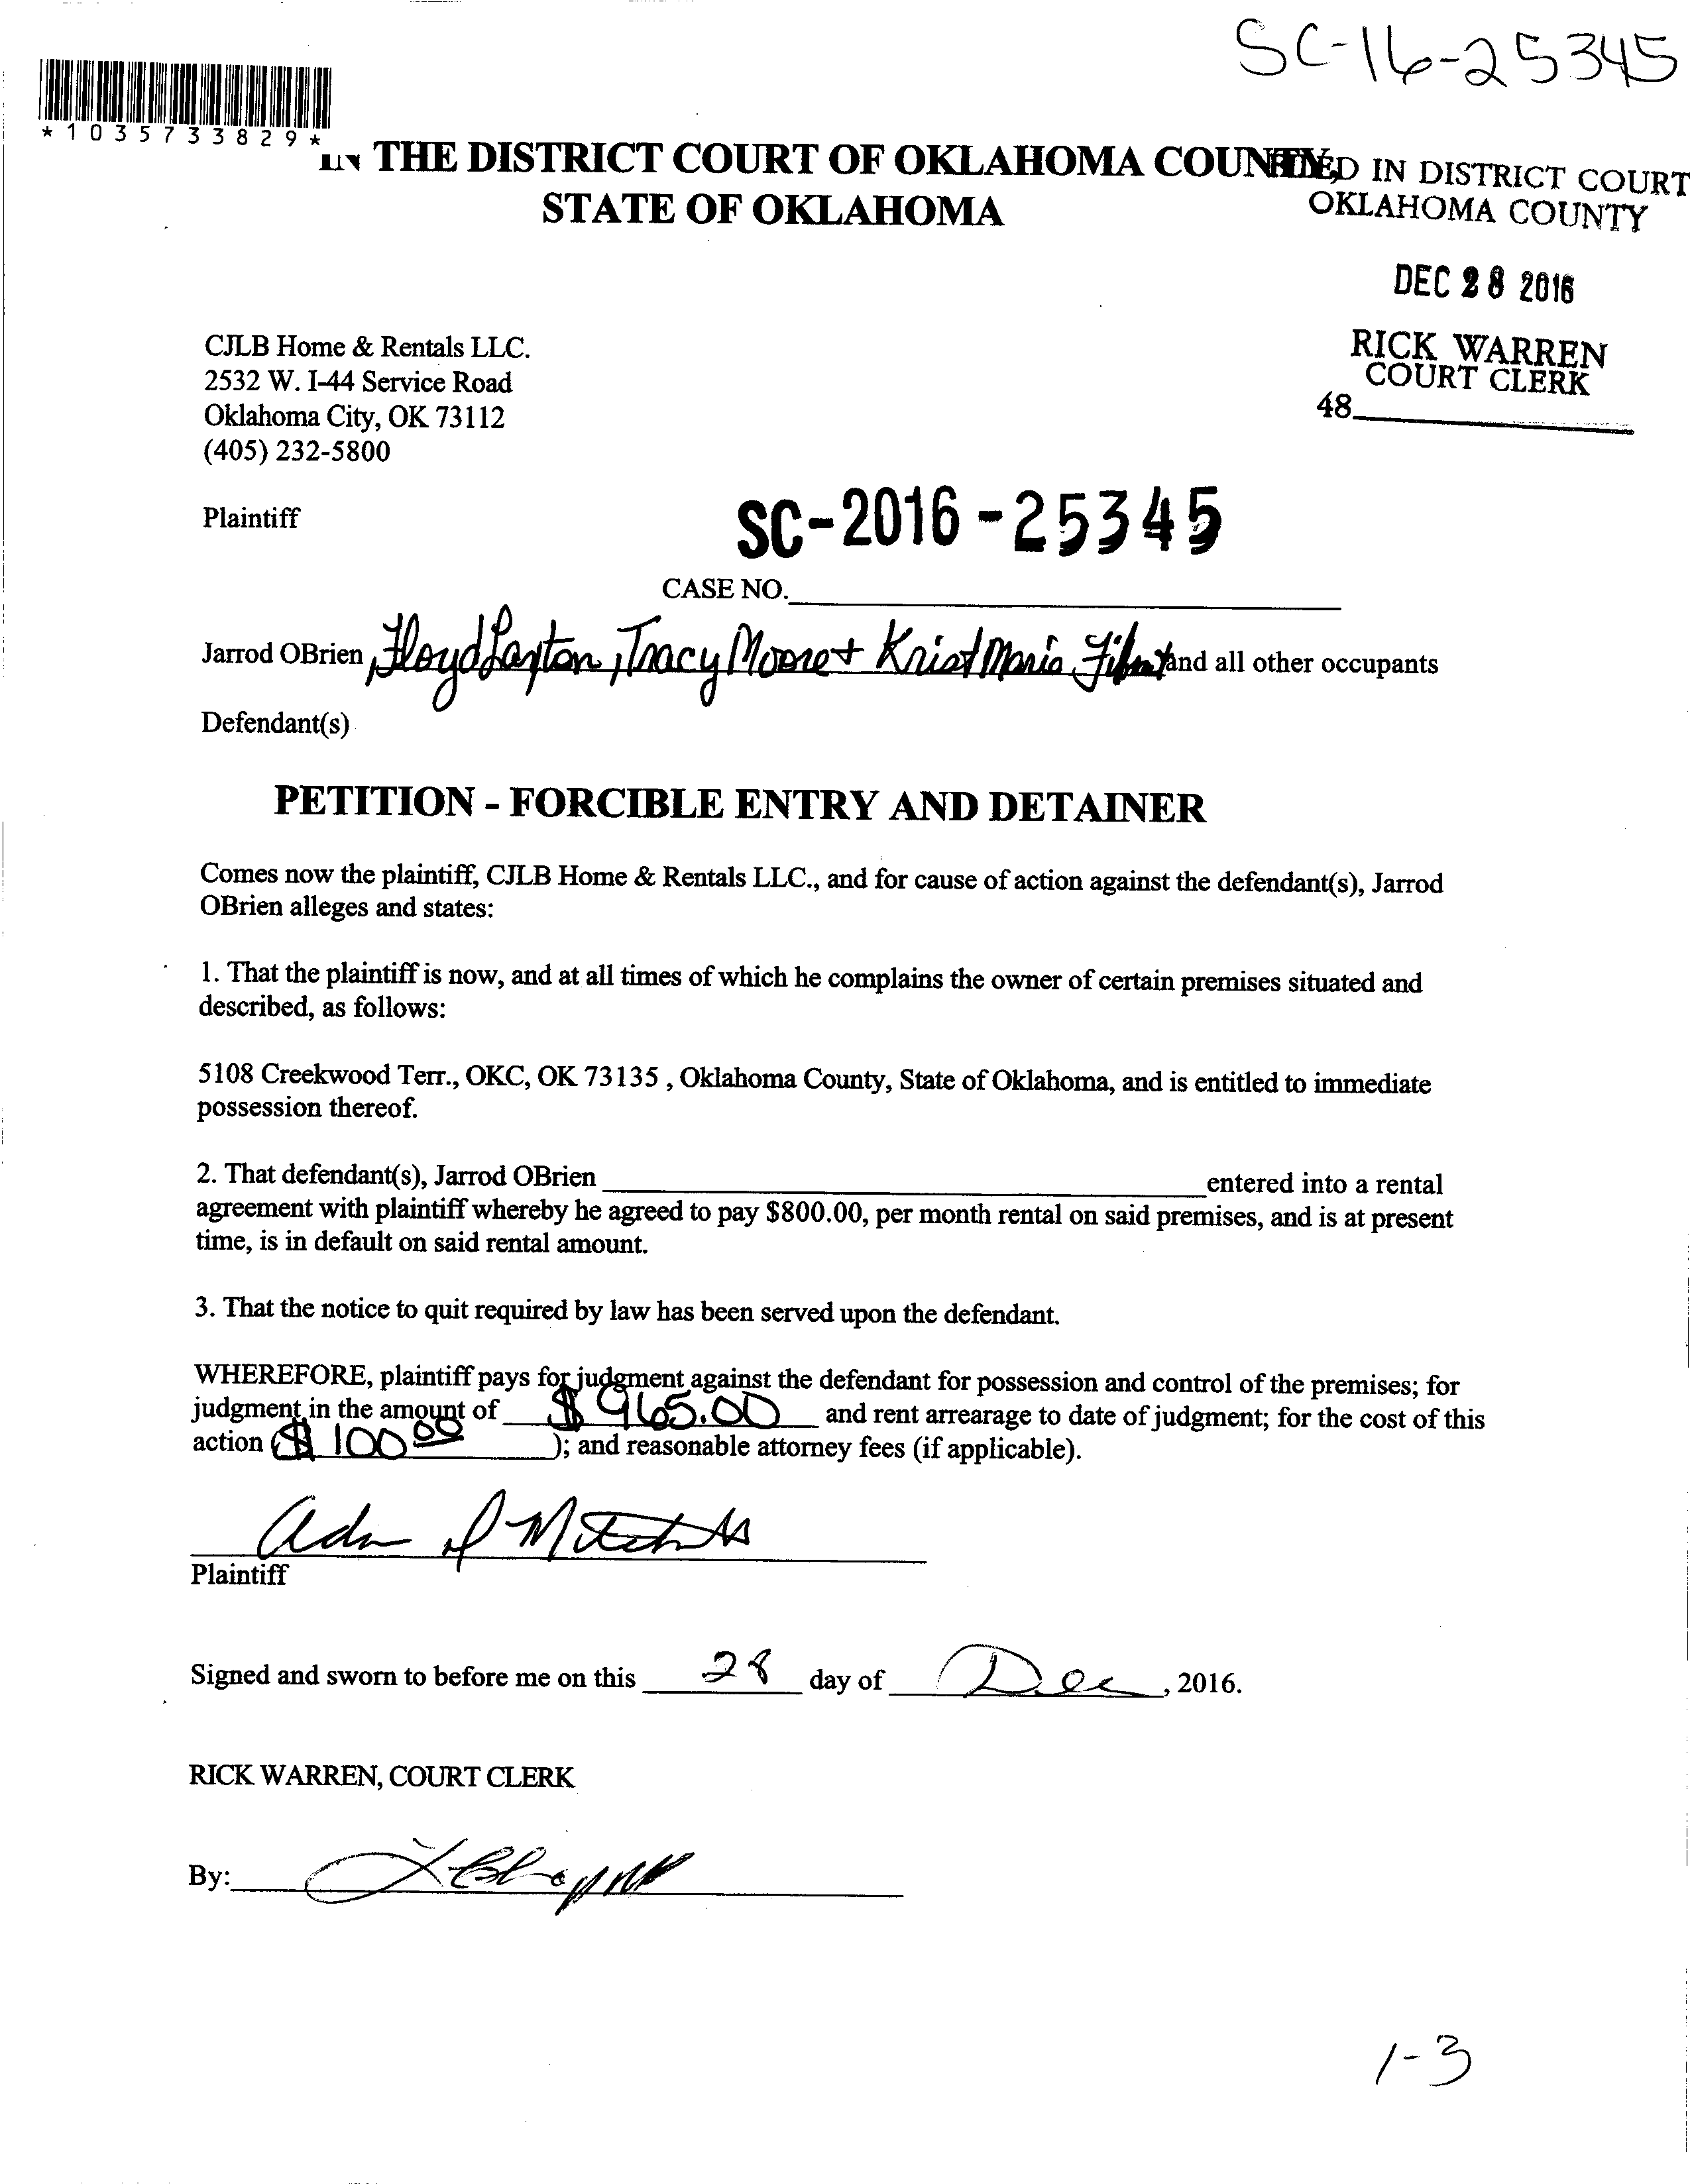 SC-16-25345
*1035733829*
IN THE DISTRICT COURT OF OKLAHOMA COUNTY,
STATE OF OKLAHOMA
FILED IN DISTRICT COURT
OKLAHOMA COUNTY
DEC 28 2016
RICK WARREN
COURT CLERK
48
CJLB Home & Rentals LLC.
2532 W. I-44 Service Road
Oklahoma City, OK 73112
(405) 232-5800
Plaintiff
SC-2016-25345
CASE NO.
Jarrod OBrien, Floyd Layton, Tracy Moore + Krist Maria and all other occupants
Defendant(s)
PETITION - FORCIBLE ENTRY AND DETAINER
Comes now the plaintiff, CJLB Home & Rentals LLC., and for cause of action against the defendant(s), Jarrod
OBrien alleges and states:
1. That the plaintiff is now, and at all times of which he complains the owner of certain premises situated and
described, as follows:
5108 Creekwood Terr., OKC, OK 73135 , Oklahoma County, State of Oklahoma, and is entitled to immediate
possession thereof.
2. That defendant(s), Jarrod OBrien entered into a rental
agreement with plaintiff whereby he agreed to pay $800.00, per month rental on said premises, and is at present
time, is in default on said rental amount.
3. That the notice to quit required by law has been served upon the defendant.
WHEREFORE, plaintiff pays for judgment against the defendant for possession and control of the premises; for
judgment in the amount of $965.00 and rent arrearage to date of judgment; for the cost of this
action ($100 00); and reasonable attorney fees (if applicable).
Plaintiff
Signed and sworn to before me on this 28 day of Dec, 2016.
RICK WARREN, COURT CLERK
By:
1-3